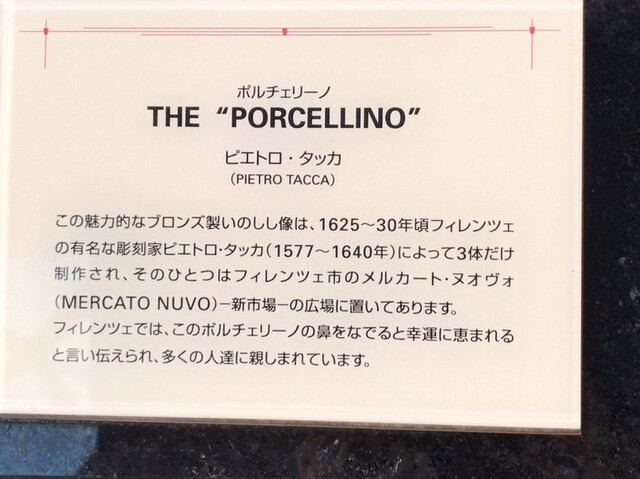 ポルチェリーノ
THE “PORCELLINO”
ピエトロ・タッカ
(PIETRO TACCA)
この魅力的なブロンズ製いのしし像は、1625〜30年頃フィレンツェ
の有名な彫刻家ピエトロ・タッカ(1577〜1640年)によって3体だけ
制作され、そのひとつはフィレンツェ市のメルカート・ヌオヴォ
(MERCATO NUVO)−新市場−の広場に置いてあります。
フィレンツェでは、このポルチェリーノの鼻をなでると幸運に恵まれる
と言い伝えられ、多くの人達に親しまれています。